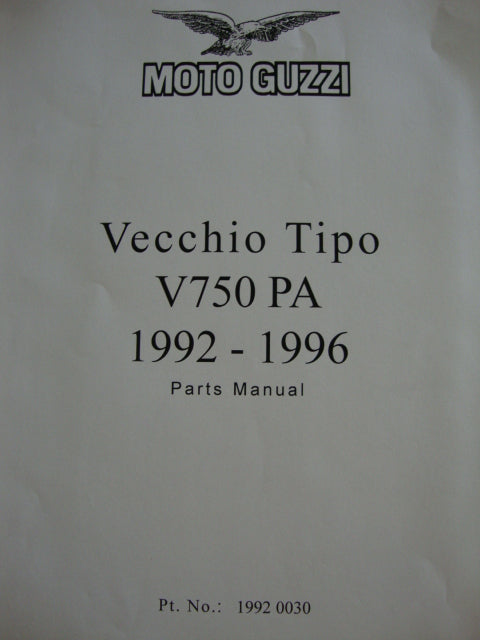 MOTO GUZZI
Vecchio Tipo
V750 PA
1992 - 1996
Parts Manual
Pt. No.: 1992 0030